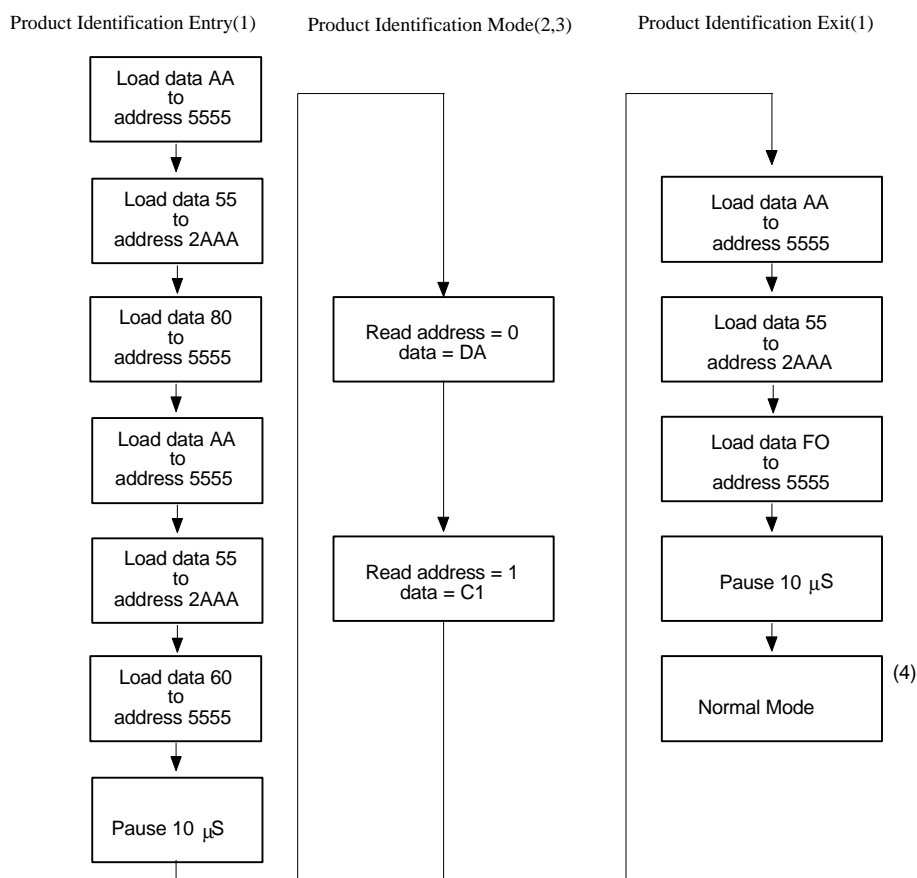 Product Identification Entry(1)
Load data AA
to
address 5555
Load data 55
to
address 2AAA
Load data 80
to
address 5555
Load data AA
to
address 5555
Load data 55
to
address 2AAA
Load data 60
to
address 5555
Pause 10 μS
Product Identification Mode(2,3)
Read address = 0
data = DA
Read address = 1
data = C1
Product Identification Exit(1)
Load data AA
to
address 5555
Load data 55
to
address 2AAA
Load data FO
to
address 5555
Pause 10 μS
Normal Mode
(4)